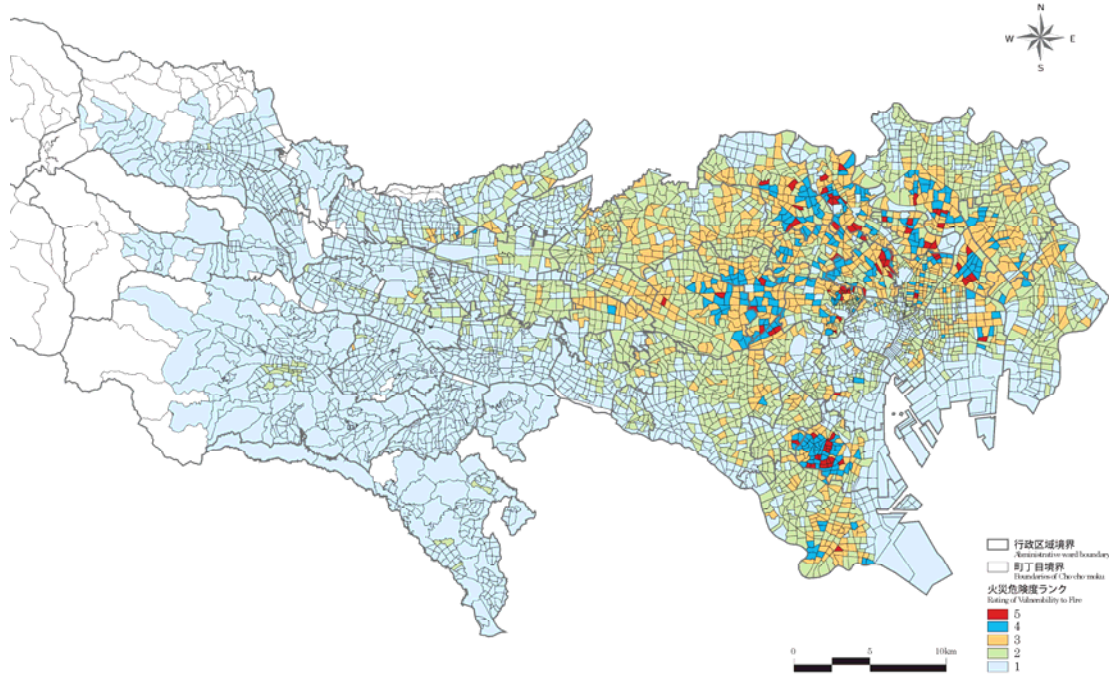 N
W E
S
行政区域境界
Administrative ward boundary
町丁目境界
Boundaries of Cho cho moku
火災危険度ランク
Rating of Vulnerability to Fire
5
4
3
2
1
0 5 10km